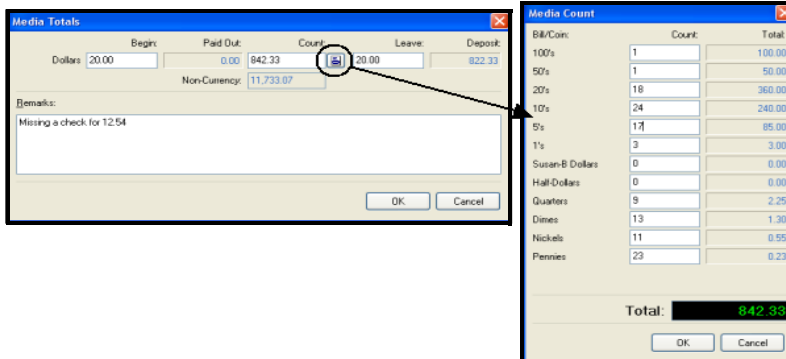 Media Totals
Begin: Paid Out: Count: Leave: Deposit:
Dollars 20.00 0.00 842.33 20.00 822.33
Non-Currency: 11,733.07
Remarks:
Missing a check for 12.54
OK Cancel
Media Count
Bill/Coin: Count: Total:
100's 1 100.00
50's 1 50.00
20's 18 360.00
10's 24 240.00
5's 17 85.00
1's 3 3.00
Susan-B Dollars 0 0.00
Half-Dollars 0 0.00
Quarters 9 2.25
Dimes 13 1.30
Nickels 11 0.55
Pennies 23 0.23
Total: 842.33
OK Cancel